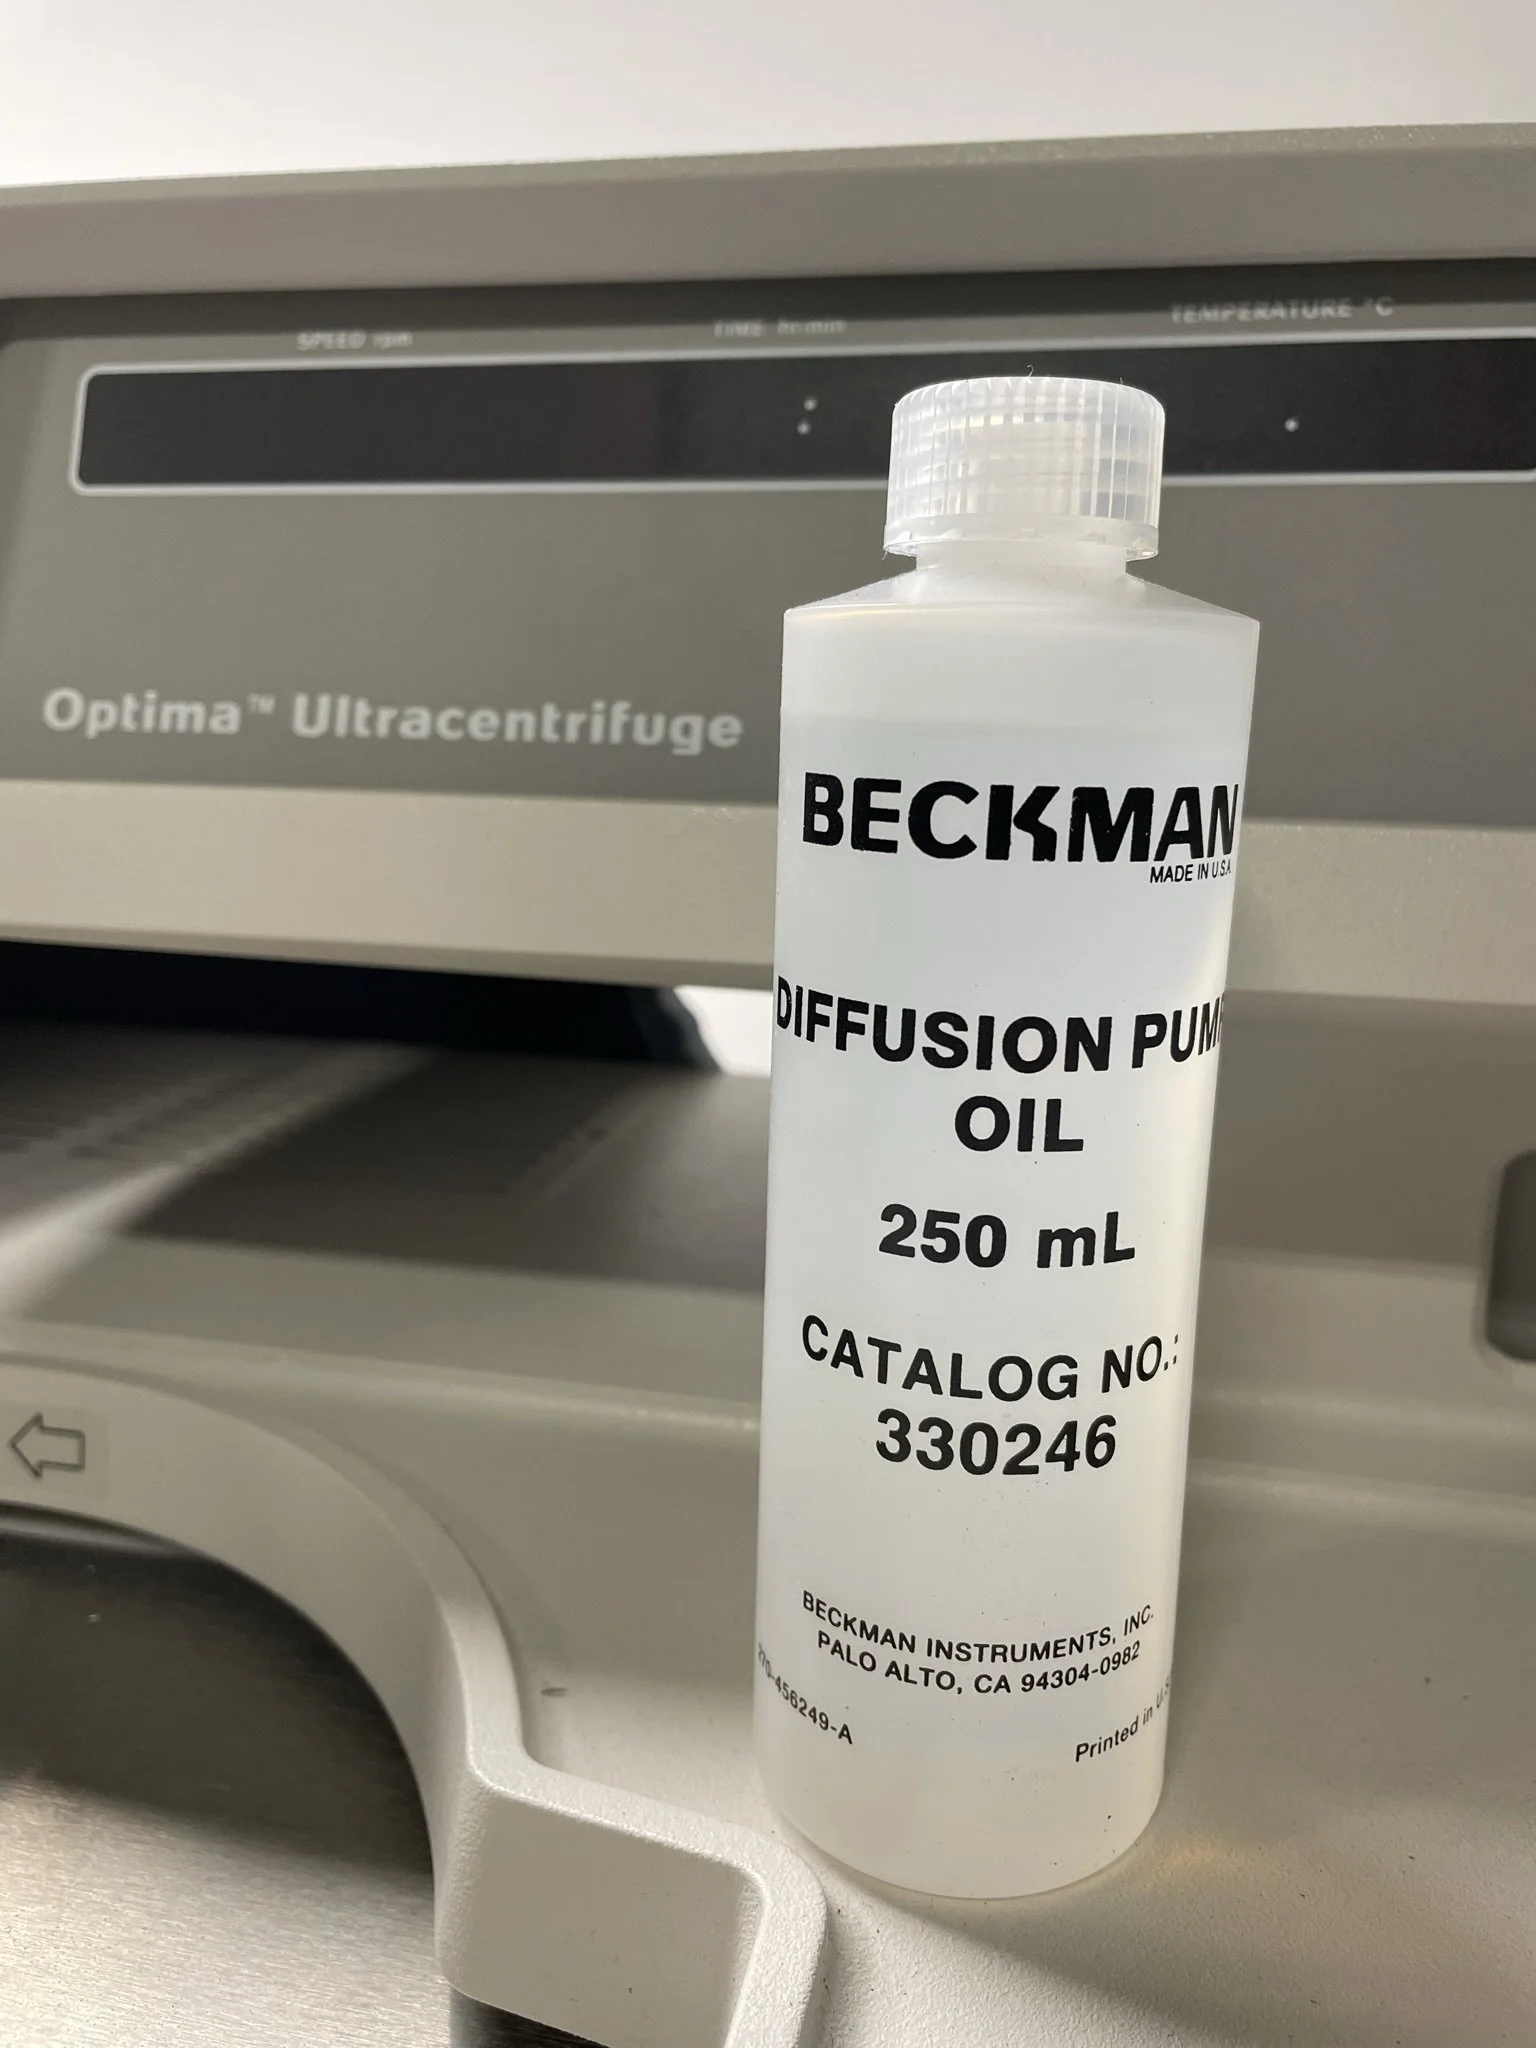 SPEED rpm
TIME hr:min
TEMPERATURE °C
Optima™ Ultracentrifuge
BECKMAN
MADE IN U.S.A.
DIFFUSION PUMP
OIL
250 mL
CATALOG NO.:
330246
BECKMAN INSTRUMENTS, INC.
PALO ALTO, CA 94304-0982
270-456249-A
Printed in U.S.